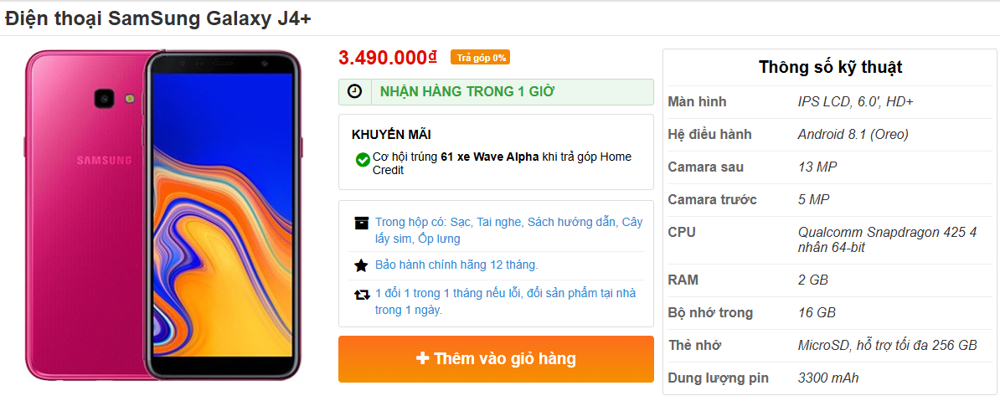 Điện thoại SamSung Galaxy J4+
SAMSUNG
3.490.000₫ Trả góp 0%
NHẬN HÀNG TRONG 1 GIỜ
KHUYẾN MÃI
Cơ hội trúng 61 xe Wave Alpha khi trả góp Home
Credit
Trong hộp có: Sạc, Tai nghe, Sách hướng dẫn, Cây
lấy sim, Ốp lưng
Bảo hành chính hãng 12 tháng.
1 đổi 1 trong 1 tháng nếu lỗi, đổi sản phẩm tại nhà
trong 1 ngày.
Thêm vào giỏ hàng
Thông số kỹ thuật
Màn hình IPS LCD, 6.0', HD+
Hệ điều hành Android 8.1 (Oreo)
Camara sau 13 MP
Camara trước 5 MP
CPU Qualcomm Snapdragon 425 4
nhân 64-bit
RAM 2 GB
Bộ nhớ trong 16 GB
Thẻ nhớ MicroSD, hỗ trợ tối đa 256 GB
Dung lượng pin 3300 mAh